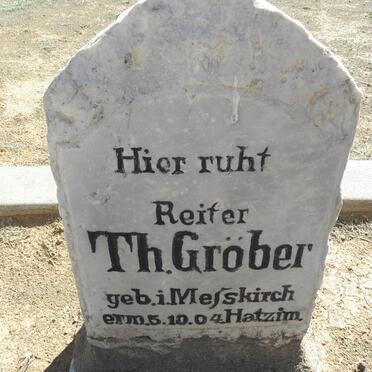 Hier ruht
Reiter
Th. Gröber
geb. i. Meſskirch
erm. 5. 10. 04 Hatzim